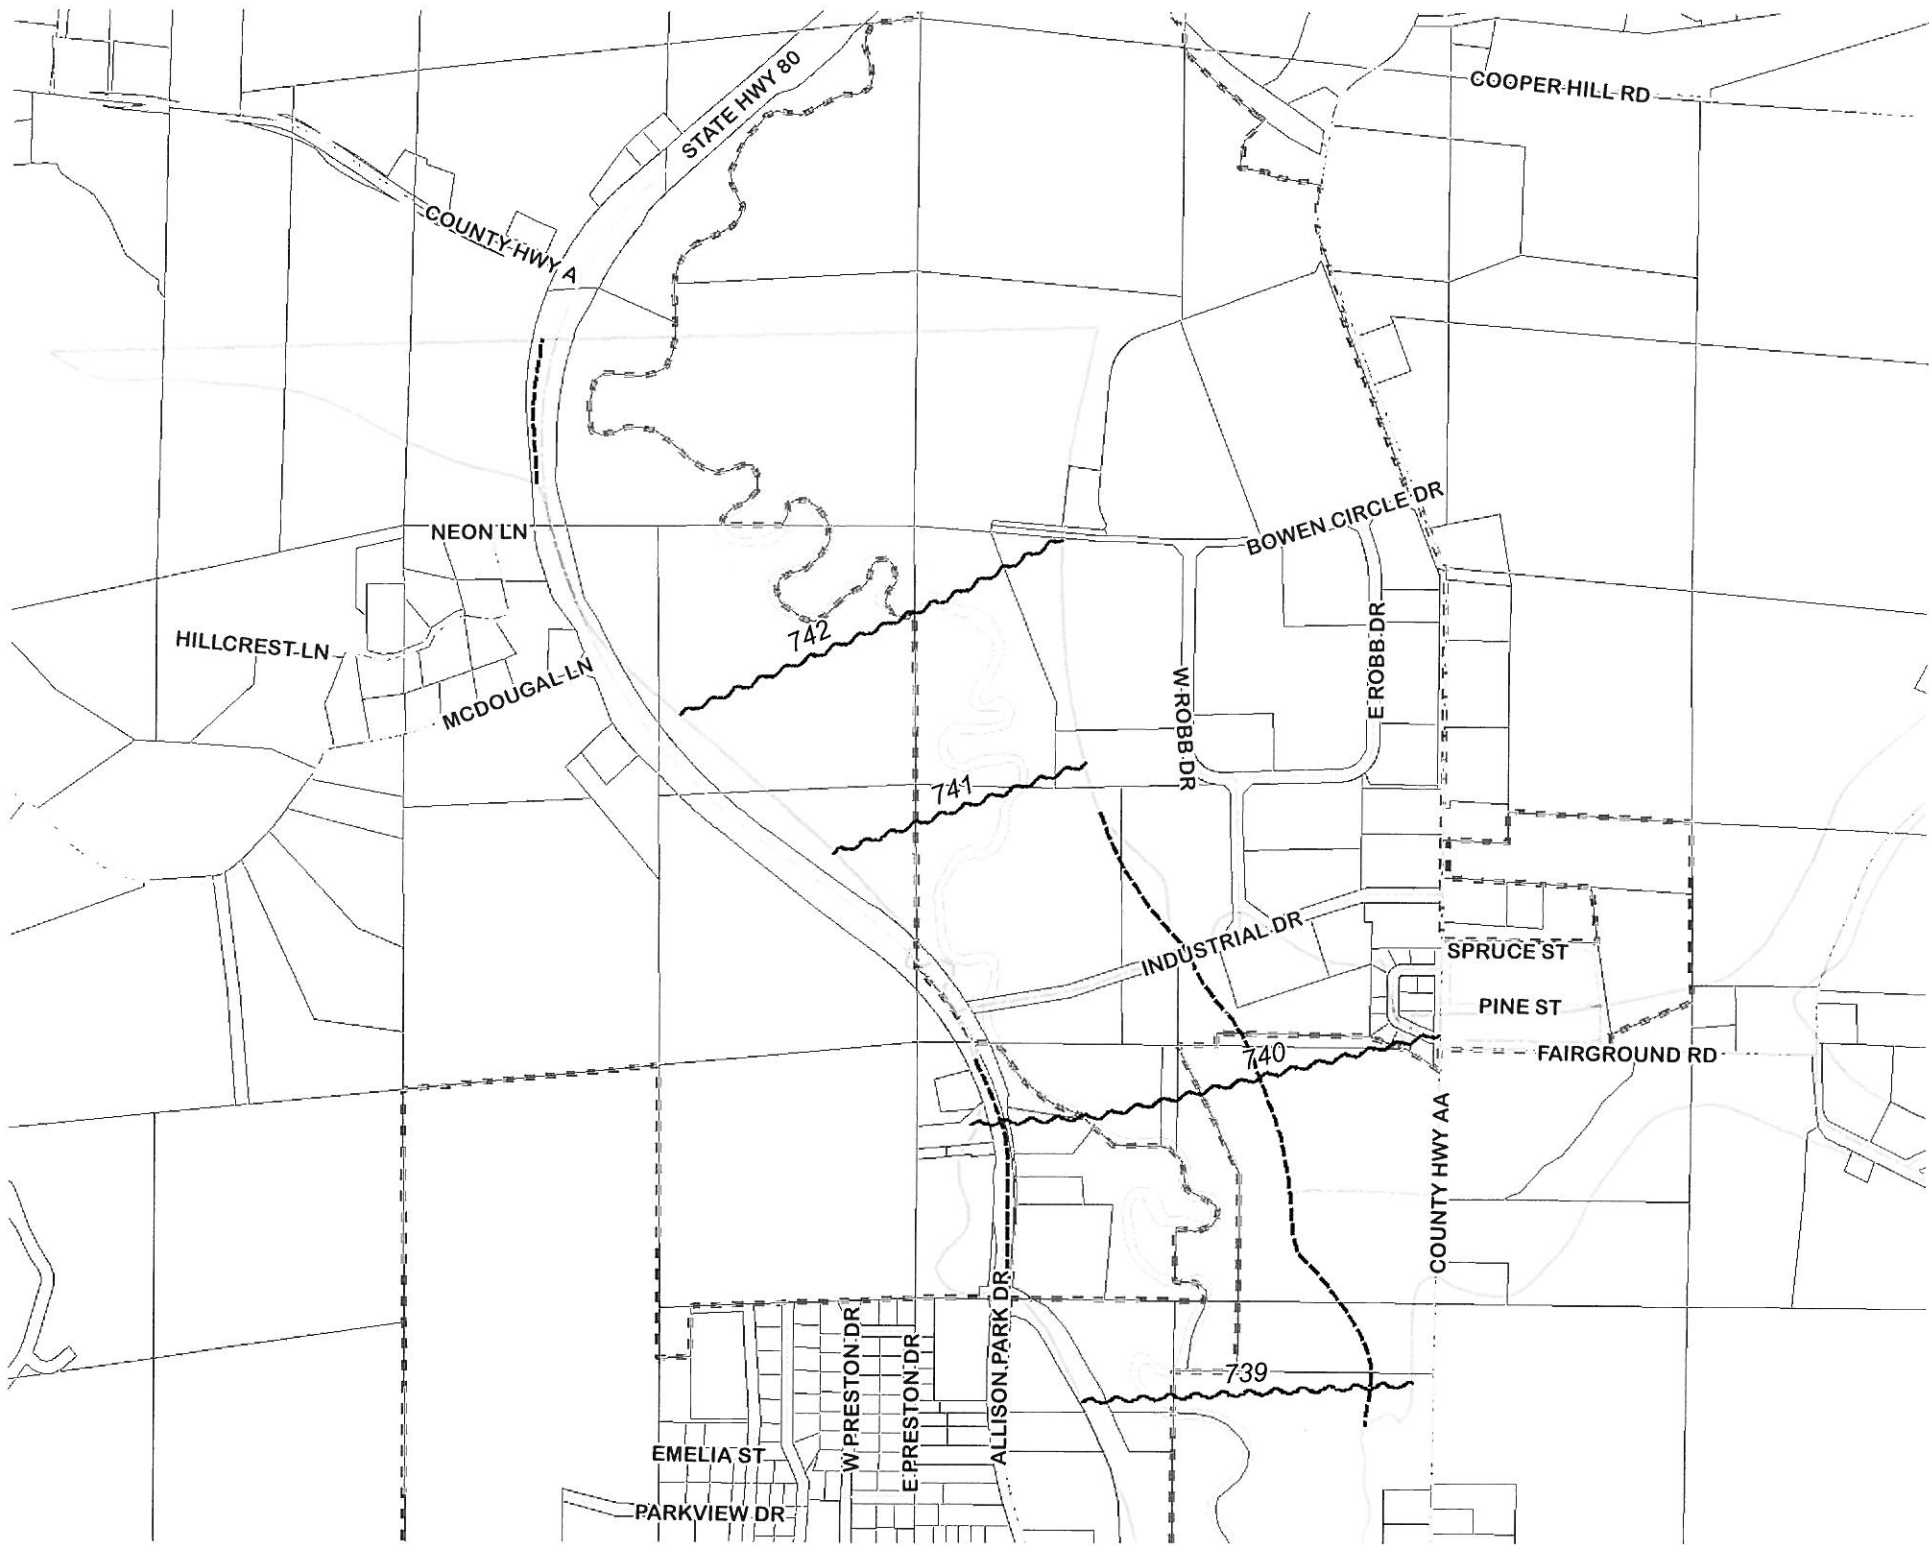 COOPER HILL RD
STATE HWY 80
COUNTY HWY A
NEON LN
BOWEN CIRCLE DR
HILLCREST LN
742
E ROBB DR
MCDOUGAL LN
W ROBB DR
741
INDUSTRIAL DR
SPRUCE ST
PINE ST
740
FAIRGROUND RD
COUNTY HWY AA
ALLISON PARK DR
W PRESTON DR
E PRESTON DR
739
EMELIA ST
PARKVIEW DR